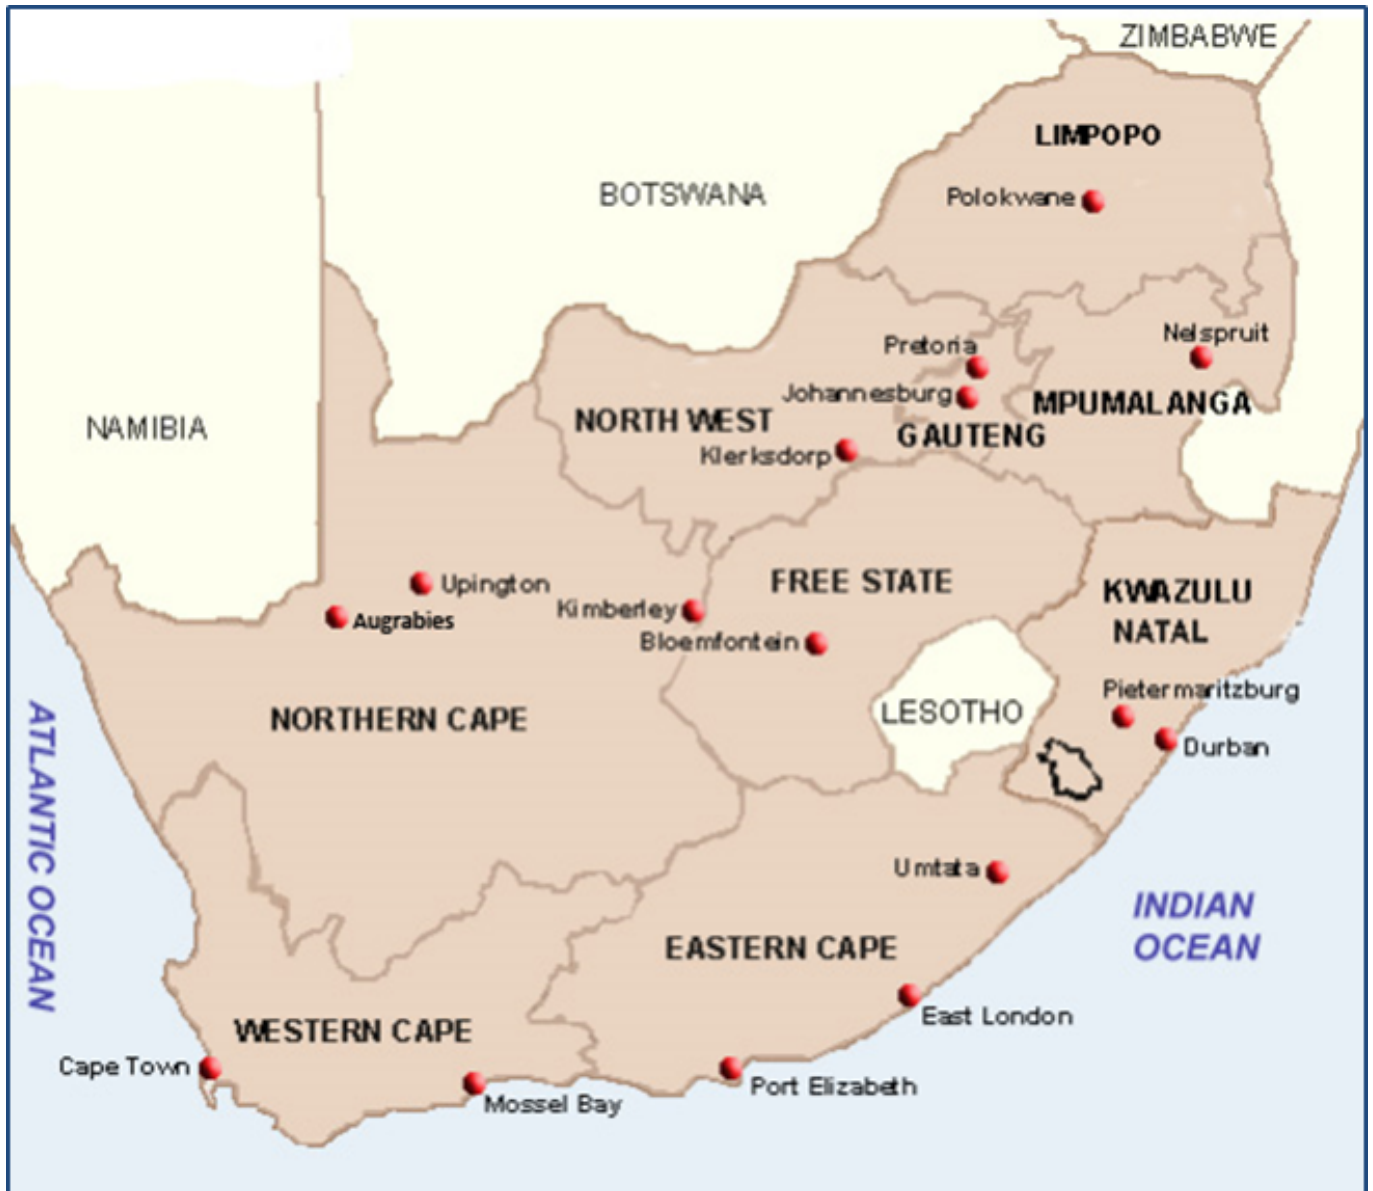 ZIMBABWE
LIMPOPO
BOTSWANA
Polokwane
Nelspruit
Pretoria
Johannesburg
MPUMALANGA
NORTH WEST
GAUTENG
NAMIBIA
Klerksdorp
FREE STATE
Upington
KWAZULU
NATAL
Kimberley
Augrabies
Bloemfontein
Pietermaritzburg
LESOTHO
NORTHERN CAPE
Durban
ATLANTIC OCEAN
Umtata
INDIAN
OCEAN
EASTERN CAPE
East London
WESTERN CAPE
Cape Town
Port Elizabeth
Mossel Bay